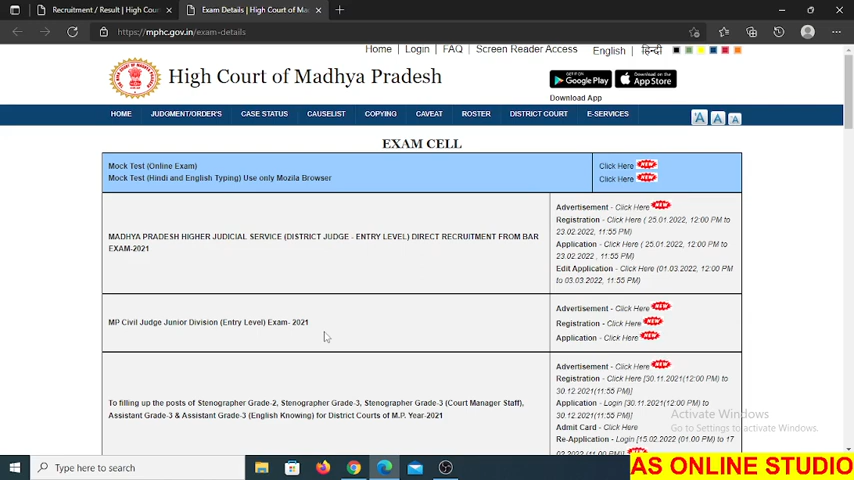 Recruitment / Result | High Cour
Exam Details | High Court of Ma
https://mphc.gov.in/exam-details
Home | Login | FAQ | Screen Reader Access
English | हिन्दी
High Court of Madhya Pradesh
GET IT ON Google Play
Download on the App Store
Download App
HOME JUDGMENT/ORDER'S CASE STATUS CAUSELIST COPYING CAVEAT ROSTER DISTRICT COURT E-SERVICES
A A A
EXAM CELL
Mock Test (Online Exam)
Mock Test (Hindi and English Typing) Use only Mozila Browser
Click Here NEW
Click Here NEW
MADHYA PRADESH HIGHER JUDICIAL SERVICE (DISTRICT JUDGE - ENTRY LEVEL) DIRECT RECRUITMENT FROM BAR
EXAM-2021
Advertisement - Click Here NEW
Registration - Click Here ( 25.01.2022, 12:00 PM to
23.02.2022, 11:55 PM)
Application - Click Here ( 25.01.2022, 12:00 PM to
23.02.2022 , 11:55 PM)
Edit Application - Click Here (01.03.2022, 12:00 PM
to 03.03.2022, 11:55 PM)
MP Civil Judge Junior Division (Entry Level) Exam- 2021
Advertisement - Click Here NEW
Registration - Click Here NEW
Application - Click Here NEW
To filling up the posts of Stenographer Grade-2, Stenographer Grade-3, Stenographer Grade-3 (Court Manager Staff),
Assistant Grade-3 & Assistant Grade-3 (English Knowing) for District Courts of M.P. Year-2021
Advertisement - Click Here NEW
Registration - Click Here [30.11.2021(12:00 PM) to
30.12.2021(11:55 PM)]
Application - Login [30.11.2021(12:00 PM) to
30.12.2021(11:55 PM)]
Admit Card - Click Here
Re-Application - Login [15.02.2022 (01.00 PM) to 17
Activate Windows
Go to Settings to activate Windows.
Type here to search
AS ONLINE STUDIO